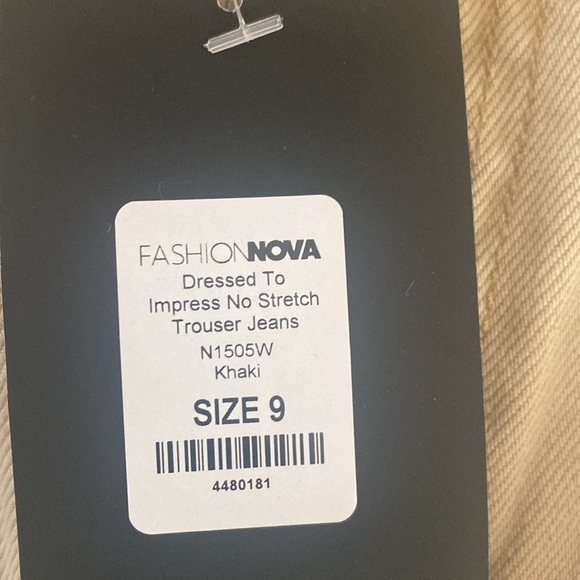 FASHIONNOVA
Dressed To
Impress No Stretch
Trouser Jeans
N1505W
Khaki
SIZE 9
4480181